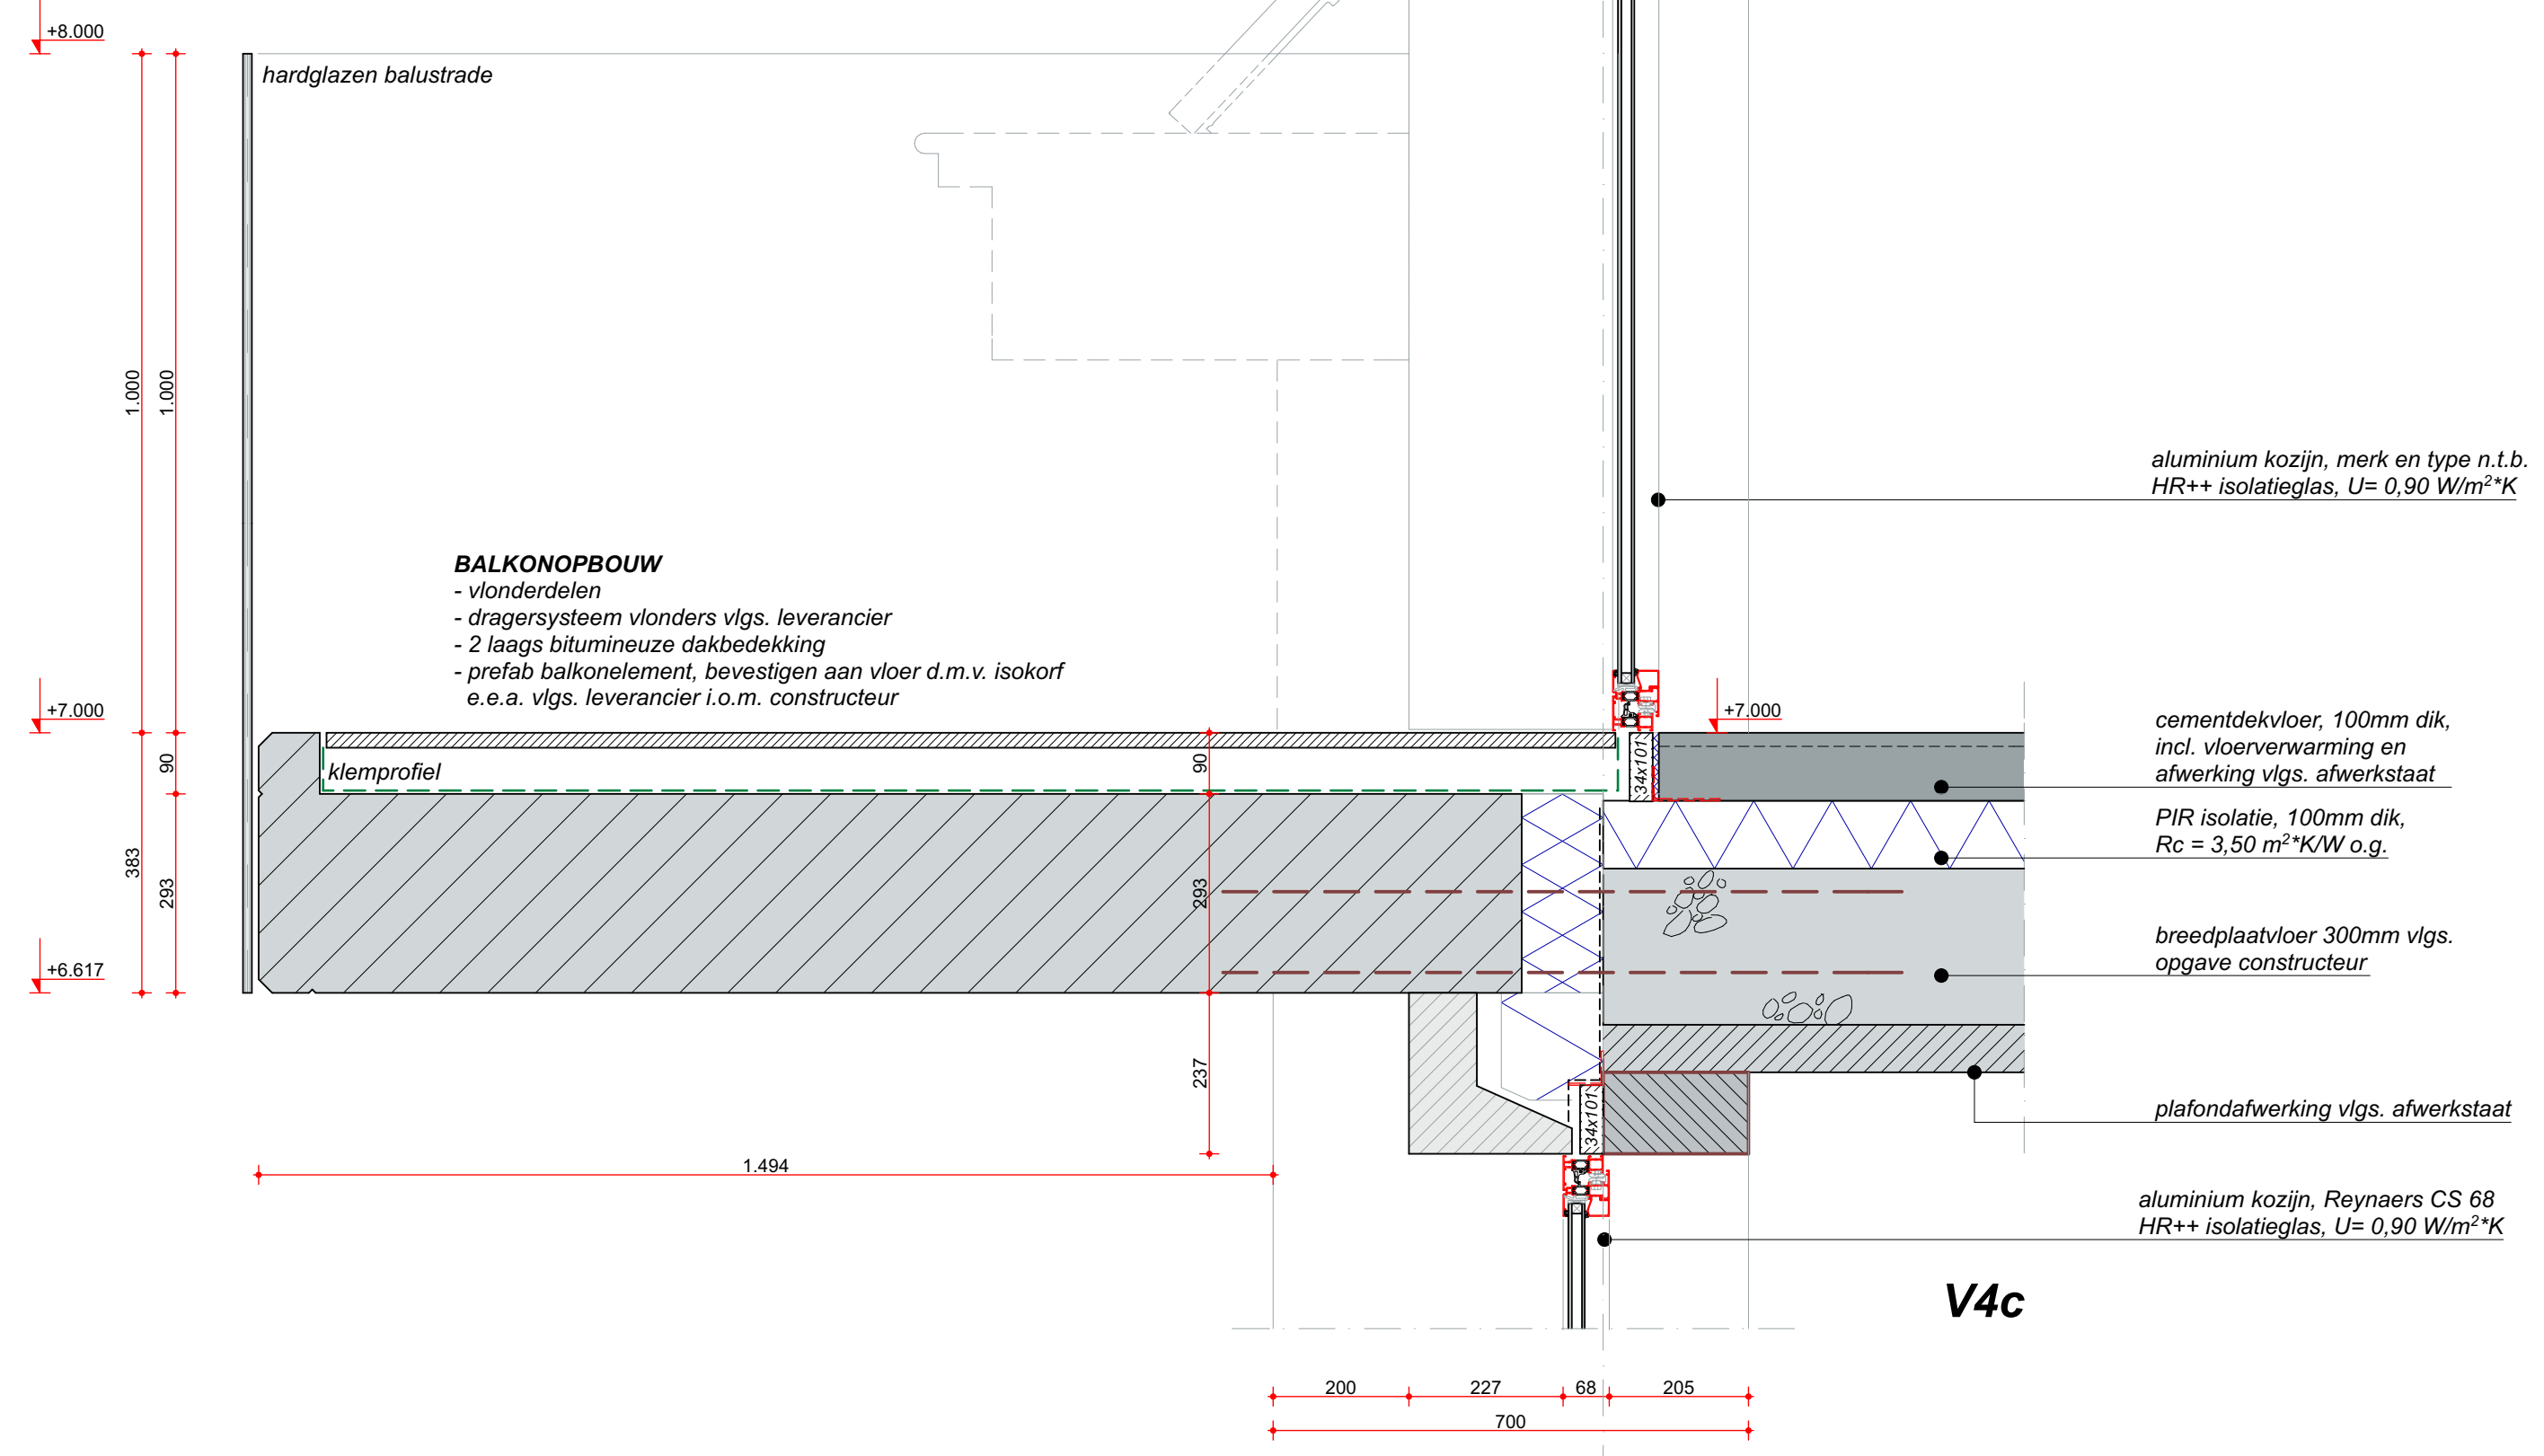 +8.000
hardglazen balustrade
1.000
1.000
aluminium kozijn, merk en type n.t.b.
HR++ isolatieglas, U= 0,90 W/m²*K
BALKONOPBOUW
- vlonderdelen
- dragersysteem vlonders vlgs. leverancier
- 2 laags bitumineuze dakbedekking
- prefab balkonelement, bevestigen aan vloer d.m.v. isokorf
e.e.a. vlgs. leverancier i.o.m. constructeur
+7.000
+7.000
cementdekvloer, 100mm dik,
incl. vloerverwarming en
afwerking vlgs. afwerkstaat
90
klemprofiel
90
34x101
PIR isolatie, 100mm dik,
Rc = 3,50 m²*K/W o.g.
383
293
293
breedplaatvloer 300mm vlgs.
opgave constructeur
+6.617
237
34x101
plafondafwerking vlgs. afwerkstaat
1.494
aluminium kozijn, Reynaers CS 68
HR++ isolatieglas, U= 0,90 W/m²*K
V4c
200
227
68
205
700